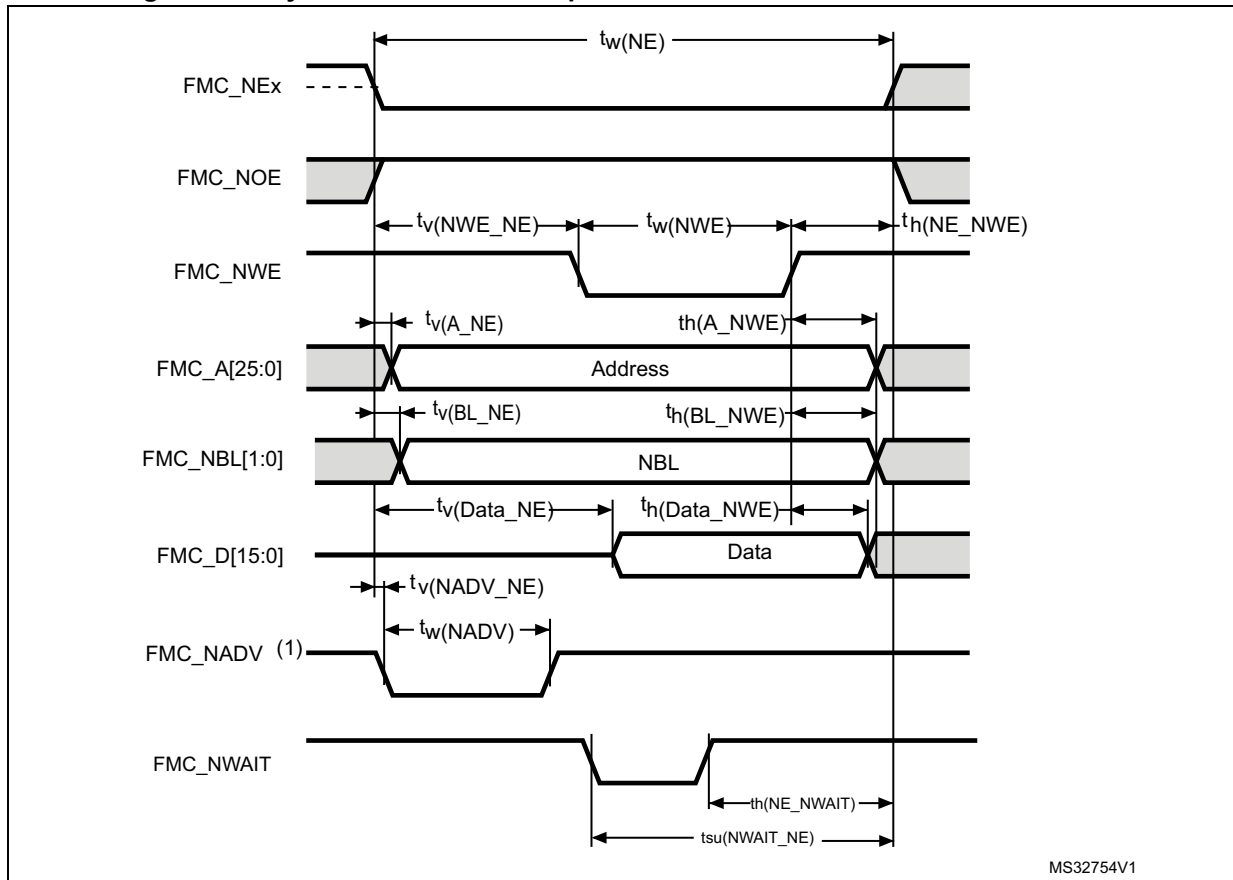 tw(NE)
FMC_NEx
FMC_NOE
tv(NWE_NE)
tw(NWE)
th(NE_NWE)
FMC_NWE
tv(A_NE)
th(A_NWE)
FMC_A[25:0]
Address
tv(BL_NE)
th(BL_NWE)
FMC_NBL[1:0]
NBL
tv(Data_NE)
th(Data_NWE)
FMC_D[15:0]
Data
tv(NADV_NE)
tw(NADV)
FMC_NADV (1)
FMC_NWAIT
th(NE_NWAIT)
tsu(NWAIT_NE)
MS32754V1